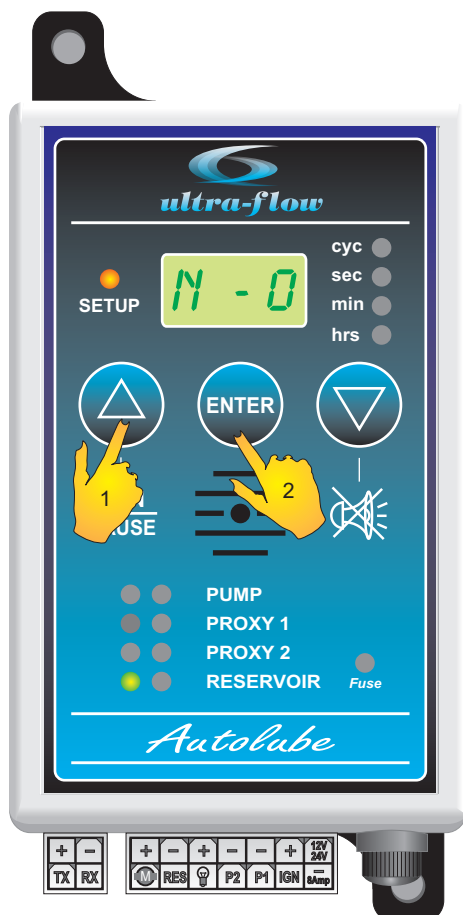 ultra-flow
cyc
sec
min
hrs
SETUP
N - 0
ENTER
1
2
USE
PUMP
PROXY 1
PROXY 2
RESERVOIR
Fuse
Autolube
+ -
TX RX
+ - + - - + 12V 24V
M RES P2 P1 IGN 8Amp